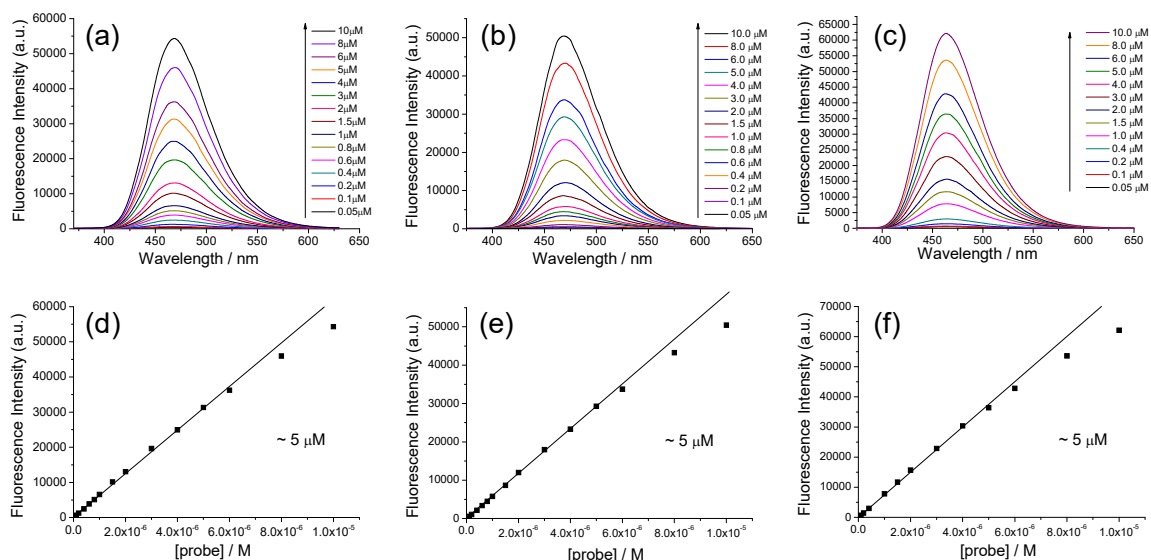 (a)
Fluorescence Intensity (a.u.)
60000
50000
40000
30000
20000
10000
0
400 450 500 550 600 650
Wavelength / nm
10μM
8μM
6μM
5μM
4μM
3μM
2μM
1.5μM
1μM
0.8μM
0.6μM
0.4μM
0.2μM
0.1μM
0.05μM
(b)
Fluorescence Intensity (a.u.)
50000
40000
30000
20000
10000
0
400 450 500 550 600 650
Wavelength / nm
10.0 μM
8.0 μM
6.0 μM
5.0 μM
4.0 μM
3.0 μM
2.0 μM
1.5 μM
1.0 μM
0.8 μM
0.6 μM
0.4 μM
0.2 μM
0.1 μM
0.05 μM
(c)
Fluorescence Intensity (a.u.)
65000
60000
55000
50000
45000
40000
35000
30000
25000
20000
15000
10000
5000
0
350 400 450 500 550 600 650
Wavelength / nm
10.0 μM
8.0 μM
6.0 μM
5.0 μM
4.0 μM
3.0 μM
2.0 μM
1.5 μM
1.0 μM
0.4 μM
0.2 μM
0.1 μM
0.05 μM
(d)
Fluorescence Intensity (a.u.)
60000
50000
40000
30000
20000
10000
0
~ 5 μM
0.0 2.0x10⁻⁶ 4.0x10⁻⁶ 6.0x10⁻⁶ 8.0x10⁻⁶ 1.0x10⁻⁵
[probe] / M
(e)
Fluorescence Intensity (a.u.)
50000
40000
30000
20000
10000
0
~ 5 μM
0.0 2.0x10⁻⁶ 4.0x10⁻⁶ 6.0x10⁻⁶ 8.0x10⁻⁶ 1.0x10⁻⁵
[probe] / M
(f)
Fluorescence Intensity (a.u.)
70000
60000
50000
40000
30000
20000
10000
0
~ 5 μM
0.0 2.0x10⁻⁶ 4.0x10⁻⁶ 6.0x10⁻⁶ 8.0x10⁻⁶ 1.0x10⁻⁵
[probe] / M